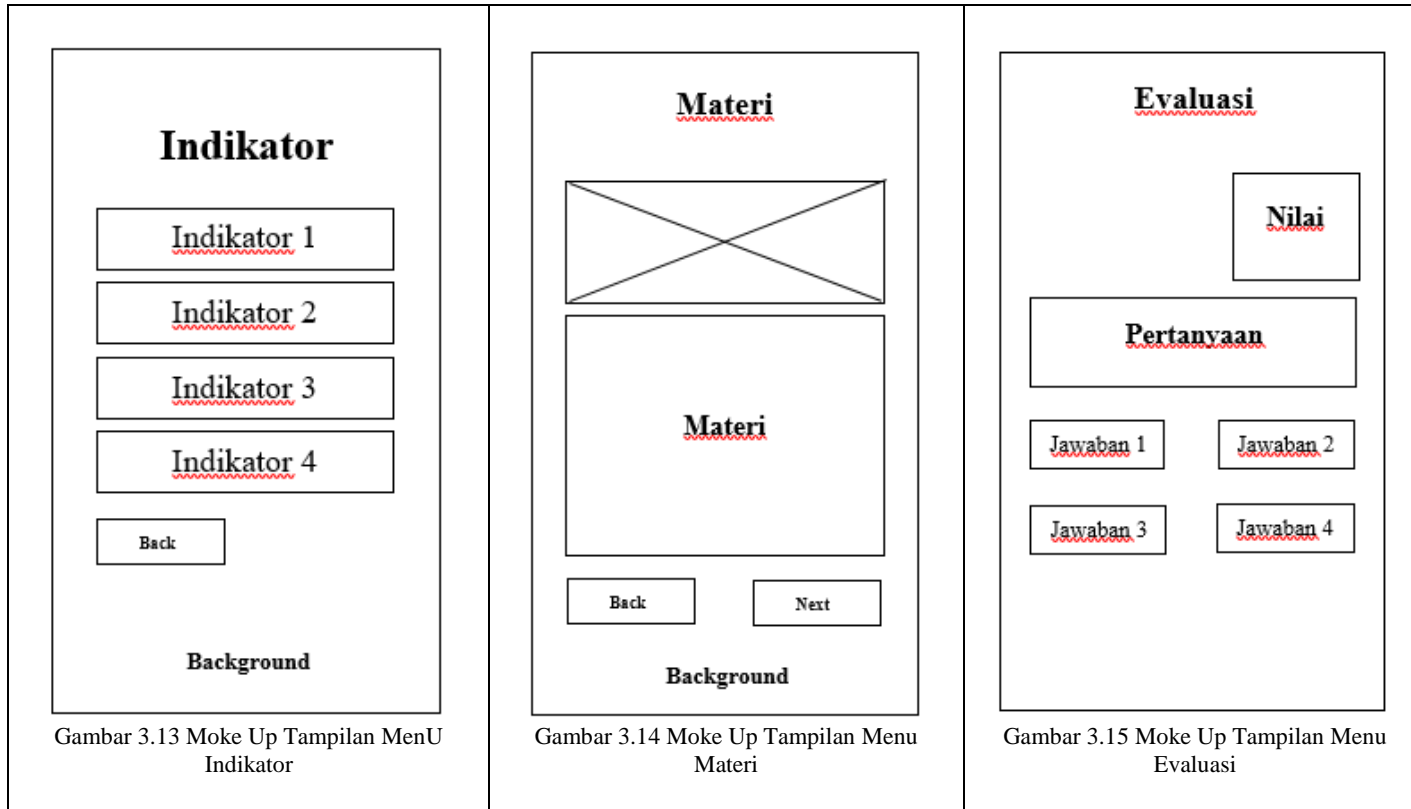 Indikator
Indikator 1
Indikator 2
Indikator 3
Indikator 4
Back
Background
Gambar 3.13 Moke Up Tampilan MenU
Indikator
Materi
Materi
Back Next
Background
Gambar 3.14 Moke Up Tampilan Menu
Materi
Evaluasi
Nilai
Pertanyaan
Jawaban 1 Jawaban 2
Jawaban 3 Jawaban 4
Gambar 3.15 Moke Up Tampilan Menu
Evaluasi